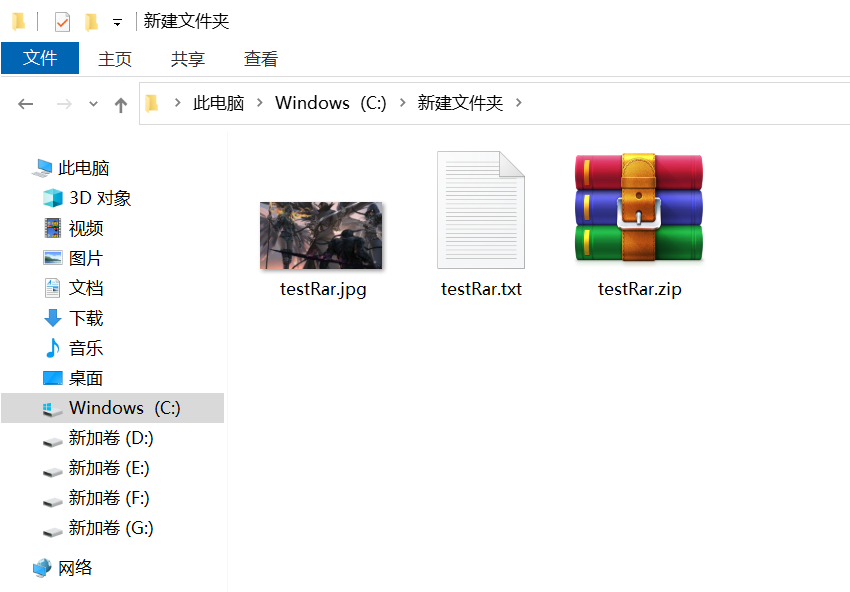 新建文件夹
文件 主页 共享 查看
此电脑 Windows (C:) 新建文件夹
此电脑
3D 对象
视频
图片
文档
下载
音乐
桌面
Windows (C:)
新加卷 (D:)
新加卷 (E:)
新加卷 (F:)
新加卷 (G:)
网络
testRar.jpg testRar.txt testRar.zip